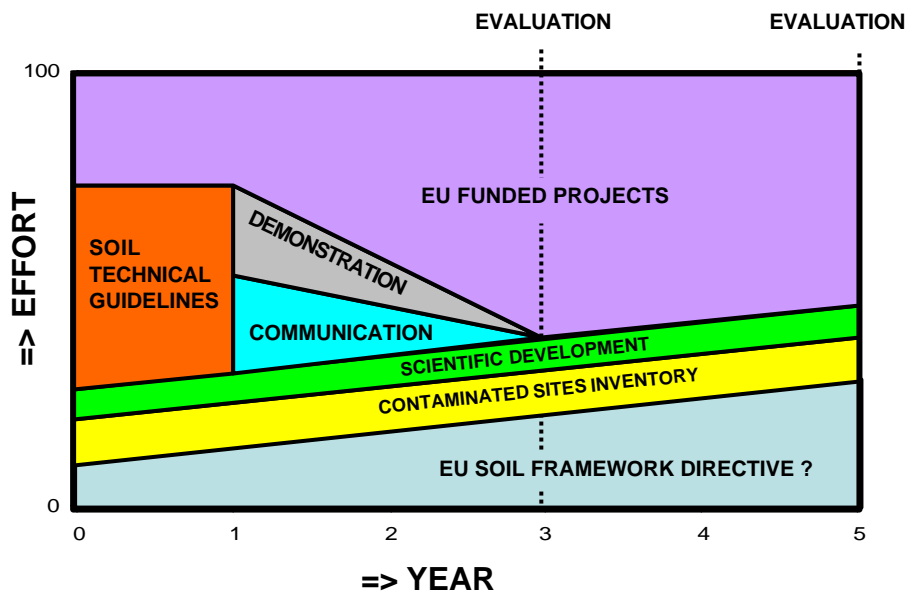 EVALUATION
EVALUATION
100
=> EFFORT
EU FUNDED PROJECTS
DEMONSTRATION
SOIL
TECHNICAL
GUIDELINES
COMMUNICATION
SCIENTIFIC DEVELOPMENT
CONTAMINATED SITES INVENTORY
EU SOIL FRAMEWORK DIRECTIVE ?
0
0
1
2
3
4
5
=> YEAR